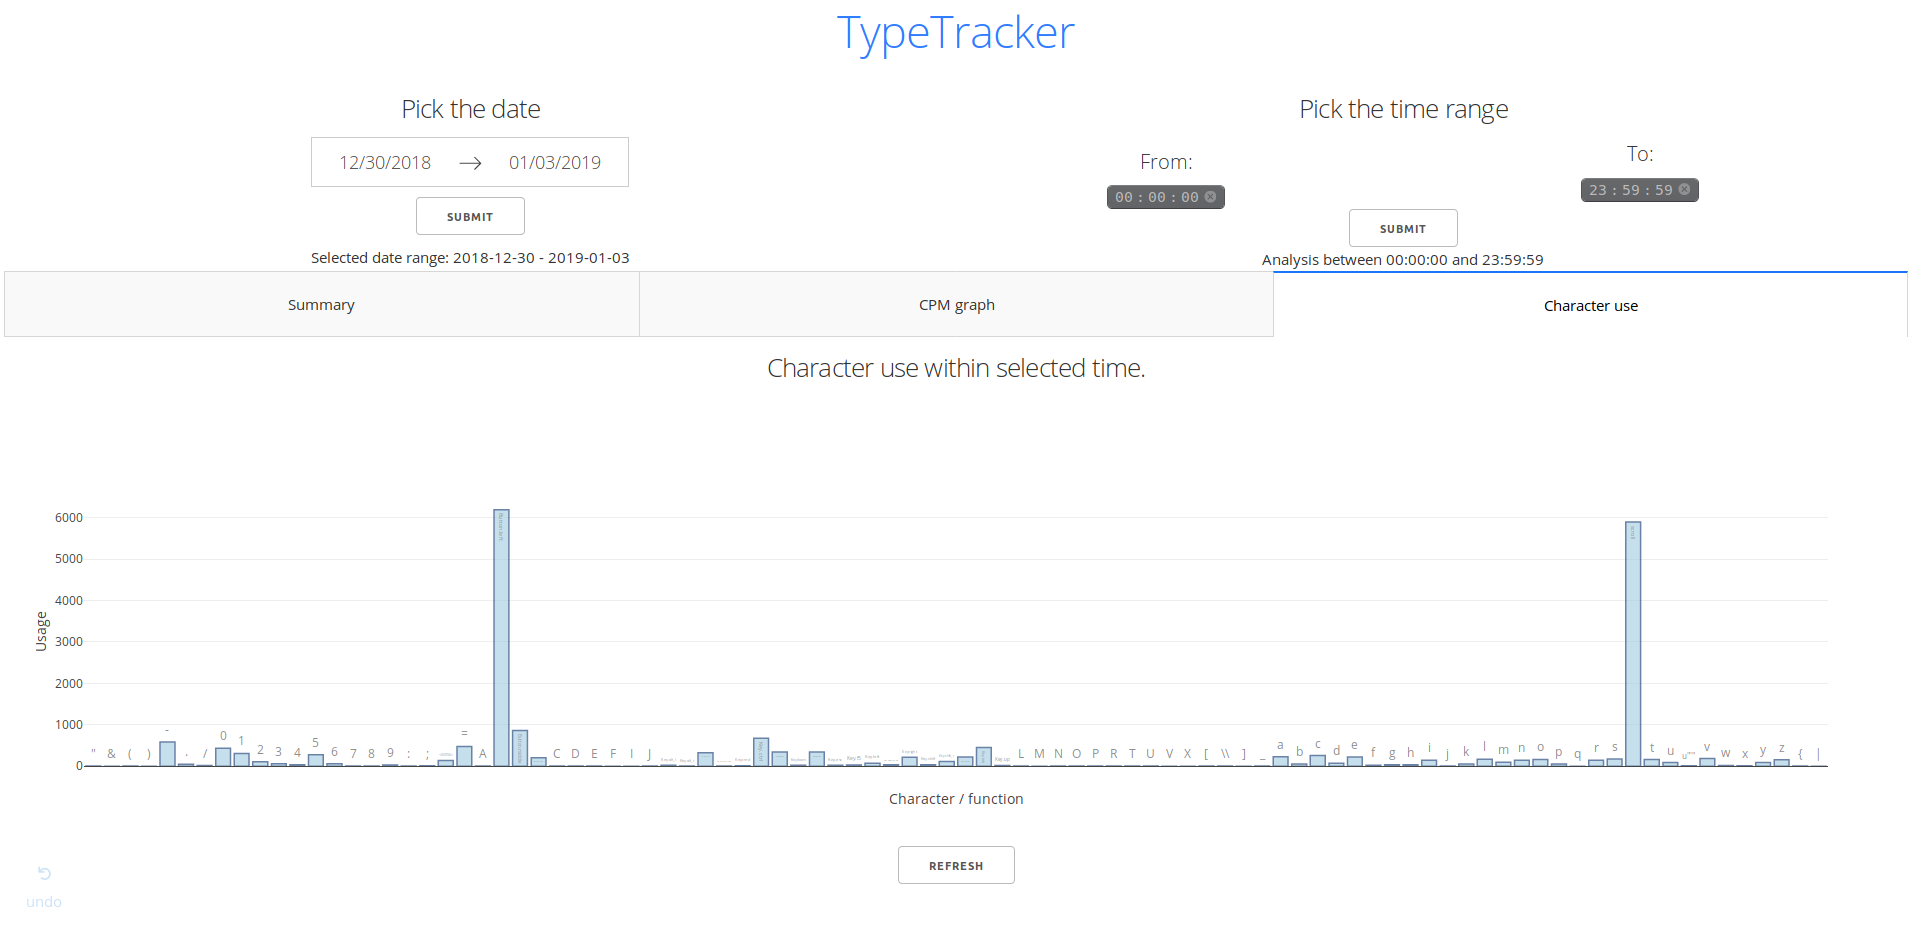 TypeTracker
Pick the date
12/30/2018 → 01/03/2019
SUBMIT
Selected date range: 2018-12-30 - 2019-01-03
Pick the time range
From:
00 : 00 : 00
To:
23 : 59 : 59
SUBMIT
Analysis between 00:00:00 and 23:59:59
Summary
CPM graph
Character use
Character use within selected time.
Usage
6000
5000
4000
3000
2000
1000
0
" & ( ) - . / 0 1 2 3 4 5 6 7 8 9 : ; = A C D E F I J L M N O P R T U V X [ \\ ] _ a b c d e f g h i j k l m n o p q r s t u v w x y z { |
Character / function
REFRESH
undo